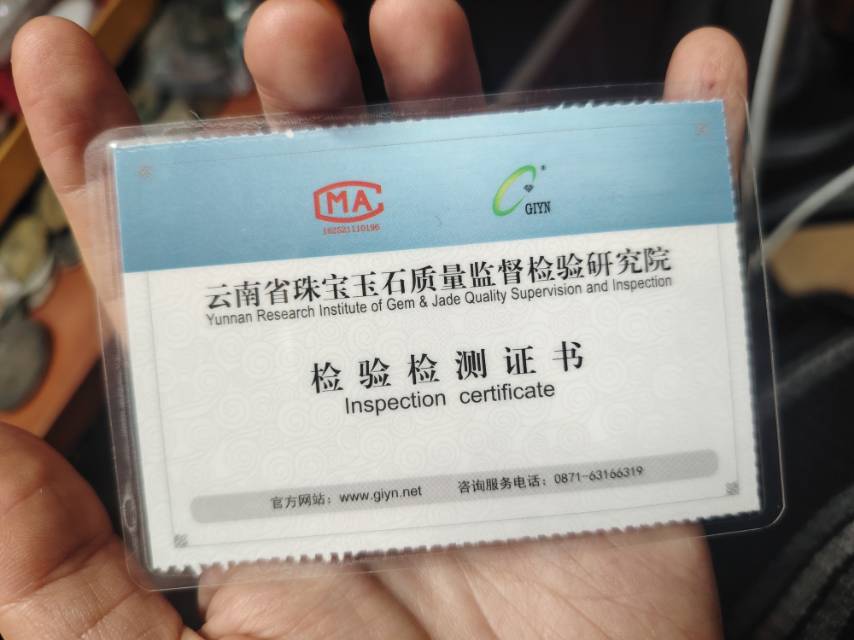 MA
162521110196
GIYN
云南省珠宝玉石质量监督检验研究院
Yunnan Research Institute of Gem & Jade Quality Supervision and Inspection
检验检测证书
Inspection certificate
官方网站：www.giyn.net 咨询服务电话：0871-63166319